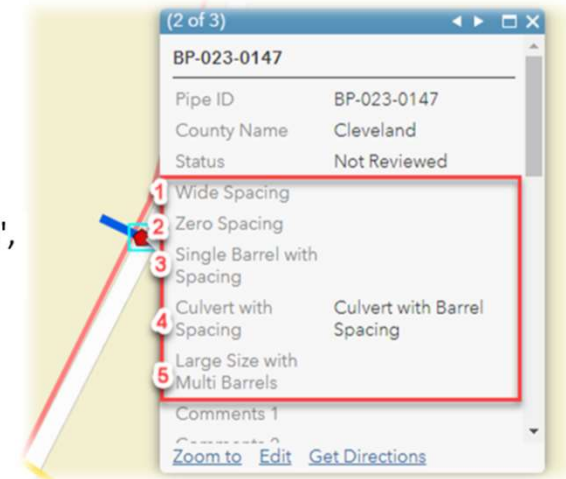 (2 of 3)
BP-023-0147
Pipe ID BP-023-0147
County Name Cleveland
Status Not Reviewed
1 Wide Spacing
2 Zero Spacing
",
3 Single Barrel with
Spacing
4 Culvert with Culvert with Barrel
Spacing Spacing
Large Size with
5 Multi Barrels
Comments 1
Comments 2
Zoom to Edit Get Directions